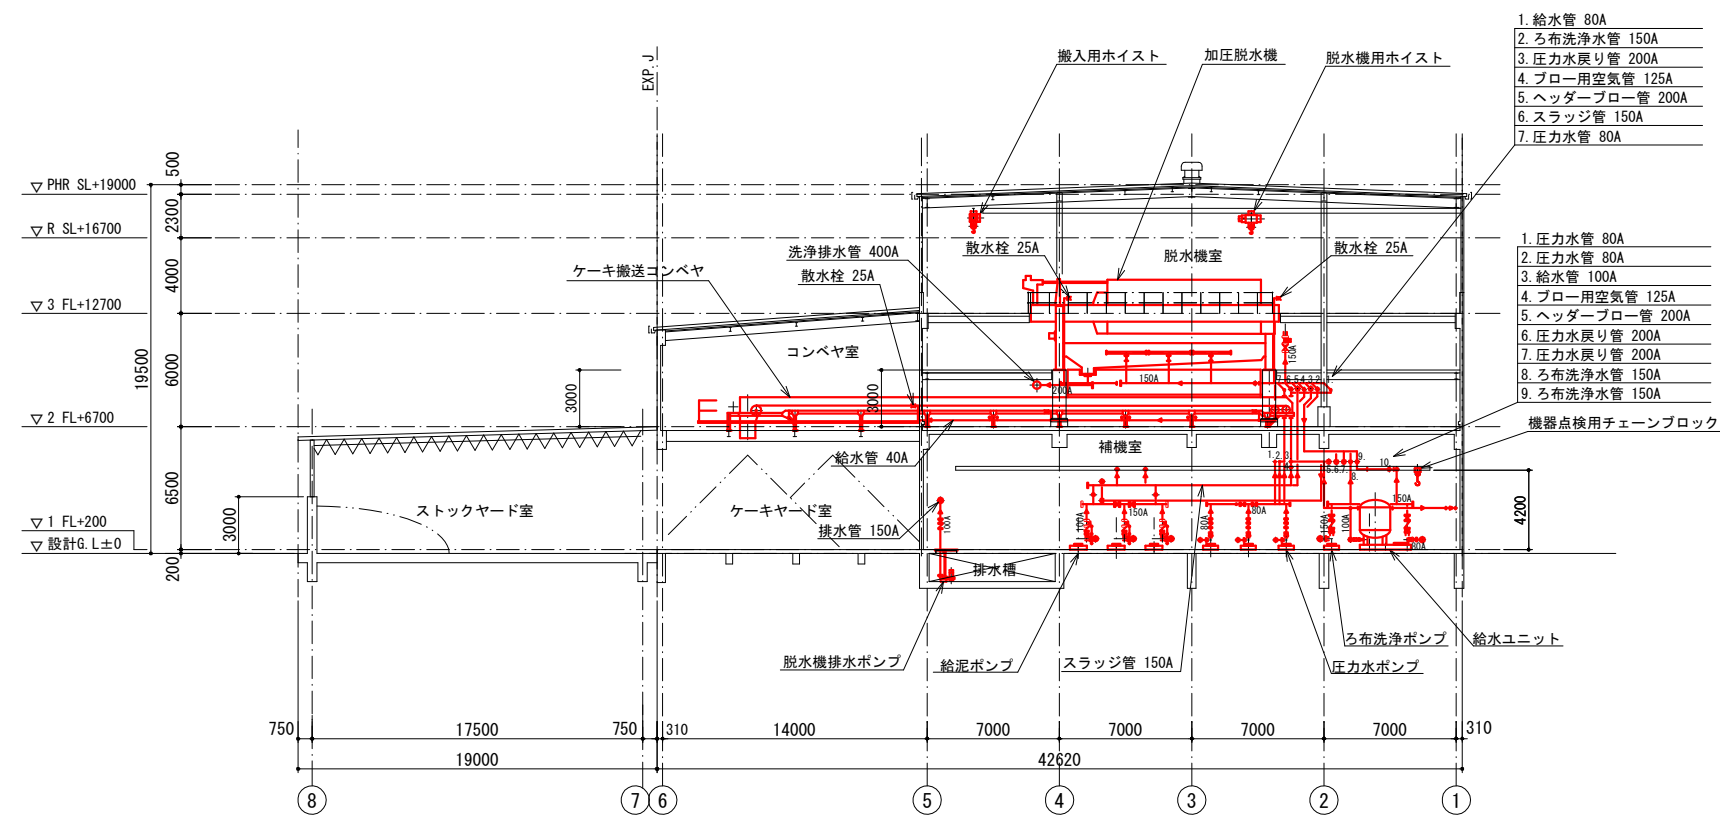 1. 給水管 80A
2. ろ布洗浄水管 150A
3. 圧力水戻り管 200A
4. ブロー用空気管 125A
5. ヘッダーブロー管 200A
6. スラッジ管 150A
7. 圧力水管 80A
搬入用ホイスト
加圧脱水機
脱水機用ホイスト
EXP. J
500
▽ PHR SL+19000
2300
▽ R SL+16700
4000
▽ 3 FL+12700
19500
6000
▽ 2 FL+6700
6500
▽ 1 FL+200
▽ 設計G.L±0
200
3000
3000
3000
4200
洗浄排水管 400A
散水栓 25A
散水栓 25A
脱水機室
散水栓 25A
ケーキ搬送コンベヤ
コンベヤ室
1. 圧力水管 80A
2. 圧力水管 80A
3. 給水管 100A
4. ブロー用空気管 125A
5. ヘッダーブロー管 200A
6. 圧力水戻り管 200A
7. 圧力水戻り管 200A
8. ろ布洗浄水管 150A
9. ろ布洗浄水管 150A
機器点検用チェーンブロック
150A
200A
150A
補機室
給水管 40A
1. 2. 3.
9.
10
8.
ストックヤード室
ケーキヤード室
排水管 150A
100A
100A
150A
80A
80A
150A
100A
150A
80A
排水槽
脱水機排水ポンプ
給泥ポンプ
スラッジ管 150A
ろ布洗浄ポンプ
圧力水ポンプ
給水ユニット
750
17500
750
310
14000
7000
7000
7000
7000
310
19000
42620
8
7
6
5
4
3
2
1